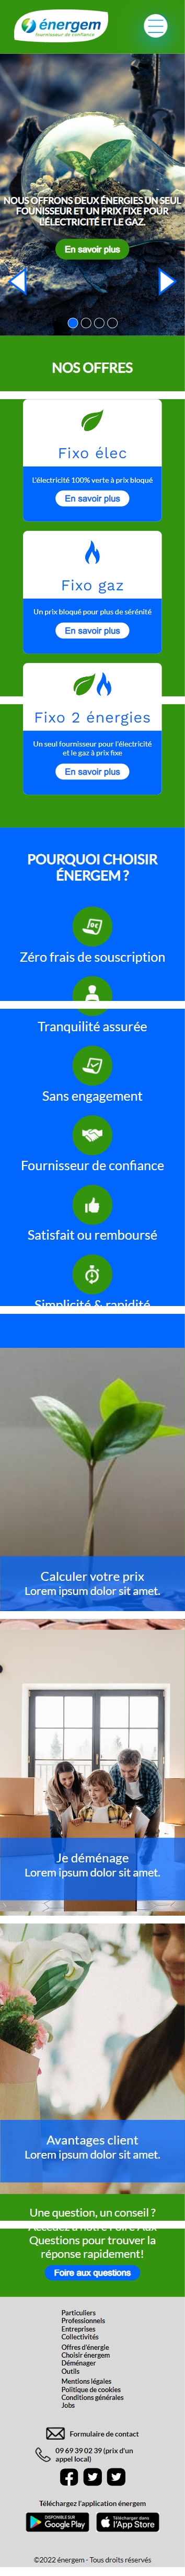 énergem
fournisseur de confiance
NOUS OFFRONS DEUX ÉNERGIES UN SEUL
FOUNISSEUR ET UN PRIX FIXE POUR
L'ÉLECTRICITÉ ET LE GAZ.
En savoir plus
NOS OFFRES
Fixo élec
L'électricité 100% verte à prix bloqué
En savoir plus
Fixo gaz
Un prix bloqué pour plus de sérénité
En savoir plus
Fixo 2 énergies
Un seul fournisseur pour l'électricité
et le gaz à prix fixe
En savoir plus
POURQUOI CHOISIR
ÉNERGEM ?
Zéro frais de souscription
Tranquilité assurée
Sans engagement
Fournisseur de confiance
Satisfait ou remboursé
Simplicité & rapidité
Calculer votre prix
Lorem ipsum dolor sit amet.
Je déménage
Lorem ipsum dolor sit amet.
Avantages client
Lorem ipsum dolor sit amet.
Une question, un conseil ?
Accédez à notre Foire Aux
Questions pour trouver la
réponse rapidement!
Foire aux questions
Particuliers
Professionnels
Entreprises
Collectivités
Offres d'énergie
Choisir énergem
Déménager
Outils
Mentions légales
Politique de cookies
Conditions générales
Jobs
Formulaire de contact
09 69 39 02 39 (prix d'un
appel local)
Téléchargez l'application énergem
DISPONIBLE SUR
Google Play
Télécharger dans
l'App Store
©2022 énergem - Tous droits réservés